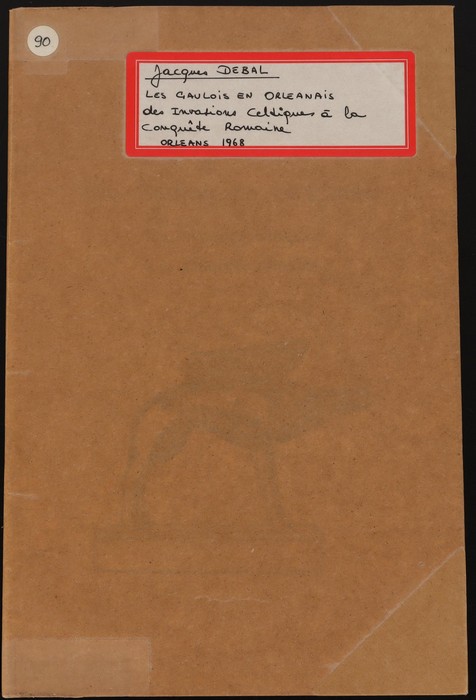 90
Jacques DEBAL
LES GAULOIS EN ORLEANAIS
des Invasions Celtiques à la
Conquête Romaine
ORLEANS 1968